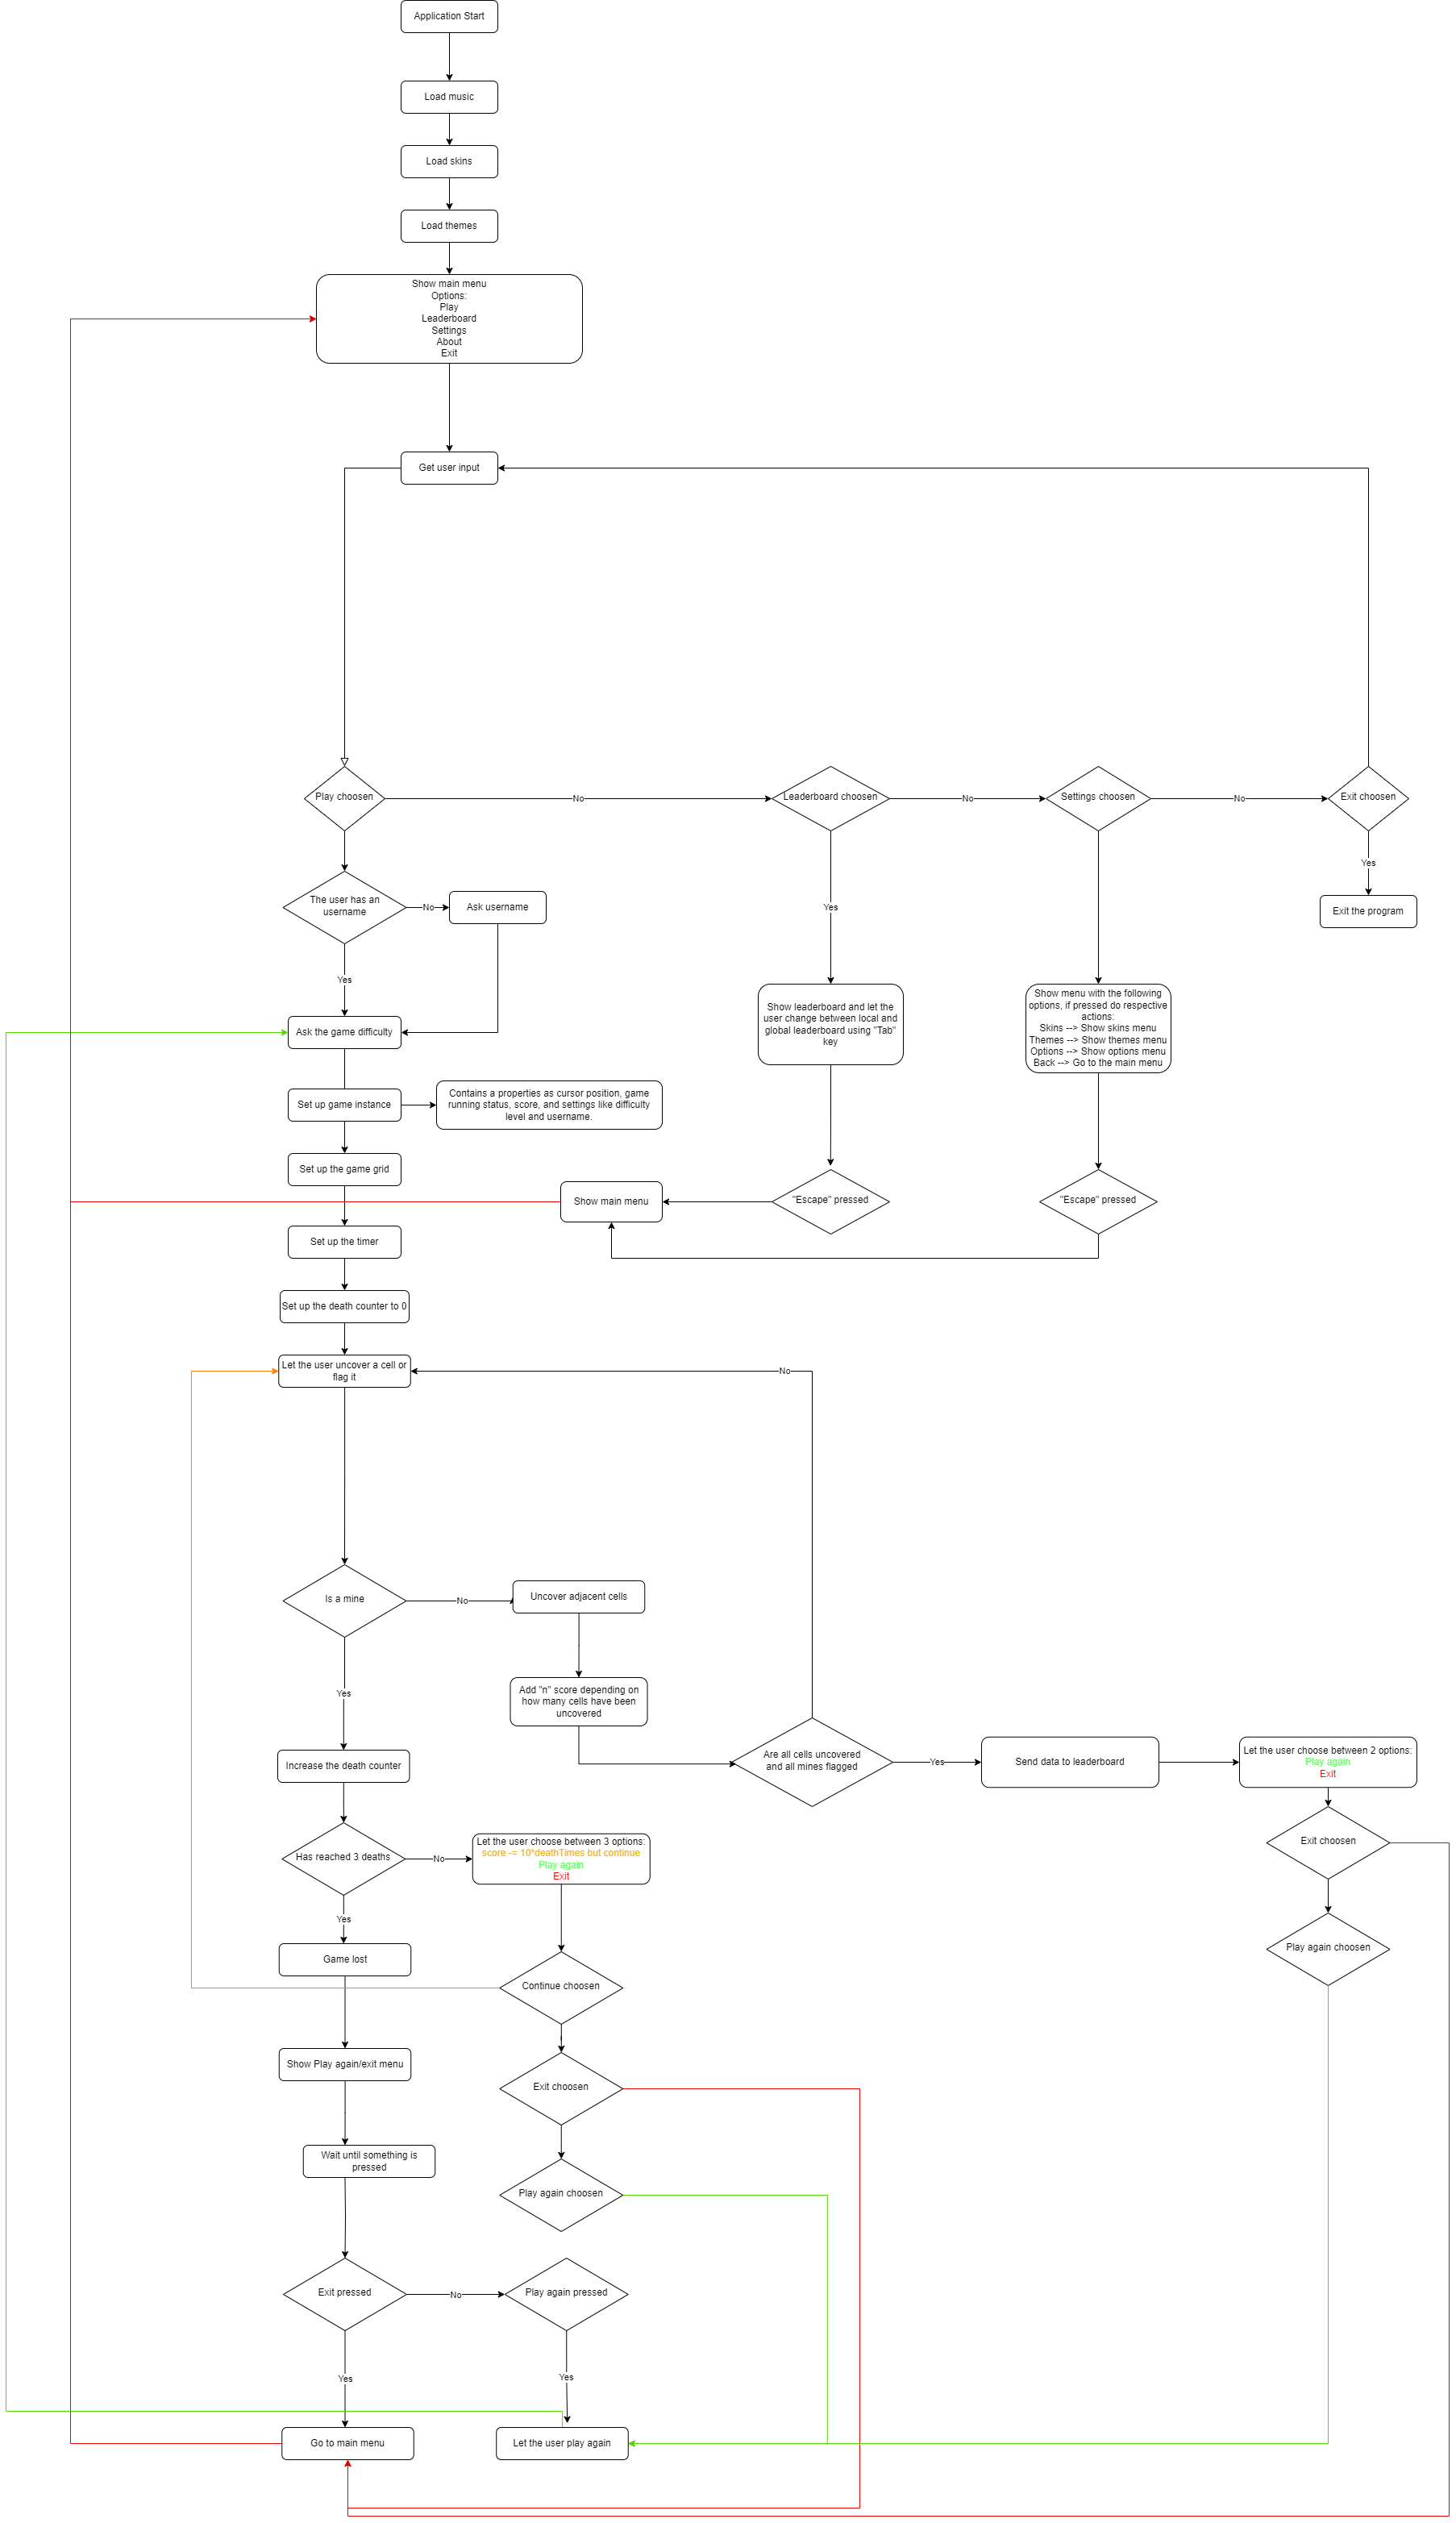 Application Start
Load music
Load skins
Load themes
Show main menu
Options:
Play
Leaderboard
Settings
About
Exit
Get user input
Play choosen
No
Leaderboard choosen
No
Settings choosen
No
Exit choosen
Yes
Exit the program
The user has an
username
No
Ask username
Yes
Yes
Ask the game difficulty
Show leaderboard and let the
user change between local and
global leaderboard using "Tab"
key
Show menu with the following
options, if pressed do respective
actions:
Skins --> Show skins menu
Themes --> Show themes menu
Options --> Show options menu
Back --> Go to the main menu
Set up game instance
Contains a properties as cursor position, game
running status, score, and settings like difficulty
level and username.
Set up the game grid
Show main menu
"Escape" pressed
"Escape" pressed
Set up the timer
Set up the death counter to 0
Let the user uncover a cell or
flag it
No
Is a mine
No
Uncover adjacent cells
Yes
Add "n" score depending on
how many cells have been
uncovered
Increase the death counter
Are all cells uncovered
and all mines flagged
Yes
Send data to leaderboard
Let the user choose between 2 options:
Play again
Exit
Exit choosen
Has reached 3 deaths
No
Let the user choose between 3 options:
score -= 10*deathTimes but continue
Play again
Exit
Yes
Play again choosen
Game lost
Continue choosen
Show Play again/exit menu
Exit choosen
Wait until something is
pressed
Play again choosen
Exit pressed
No
Play again pressed
Yes
Yes
Go to main menu
Let the user play again